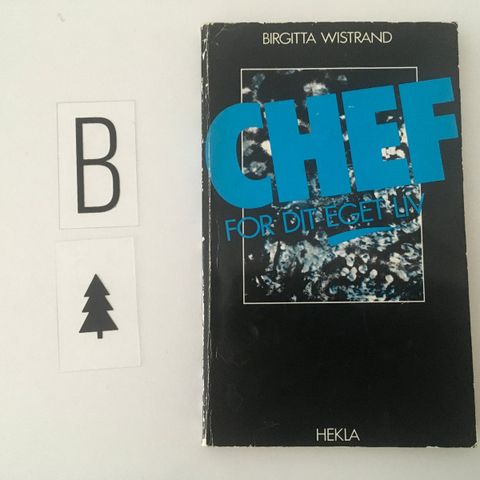 B
BIRGITTA WISTRAND
CHEF
FOR DIT EGET LIV
HEKLA